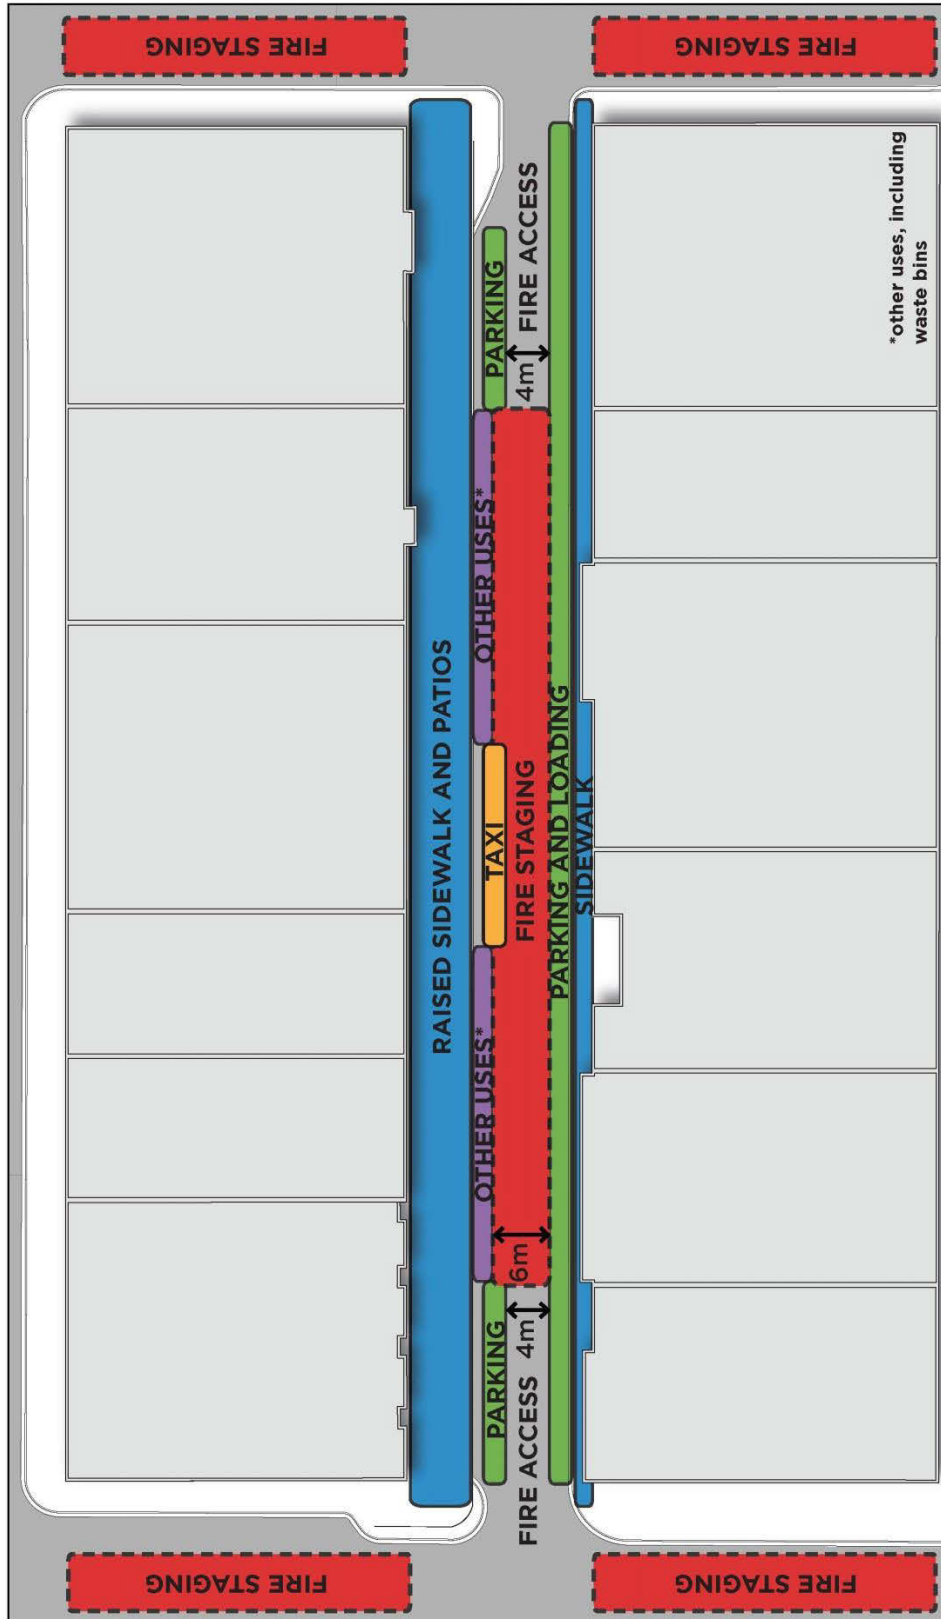 FIRE STAGING
FIRE STAGING
RAISED SIDEWALK AND PATIOS
PARKING
OTHER USES*
TAXI
OTHER USES*
PARKING
FIRE ACCESS
4m
6m
FIRE STAGING
4m
FIRE ACCESS
PARKING AND LOADING
SIDEWALK
*other uses, including
waste bins
FIRE STAGING
FIRE STAGING